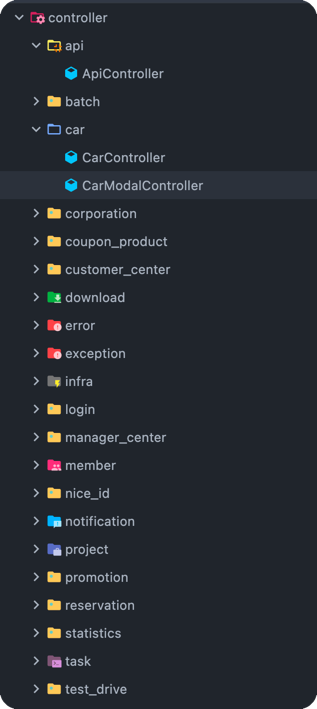 controller
api
ApiController
batch
car
CarController
CarModalController
corporation
coupon_product
customer_center
download
error
exception
infra
login
manager_center
member
nice_id
notification
project
promotion
reservation
statistics
task
test_drive